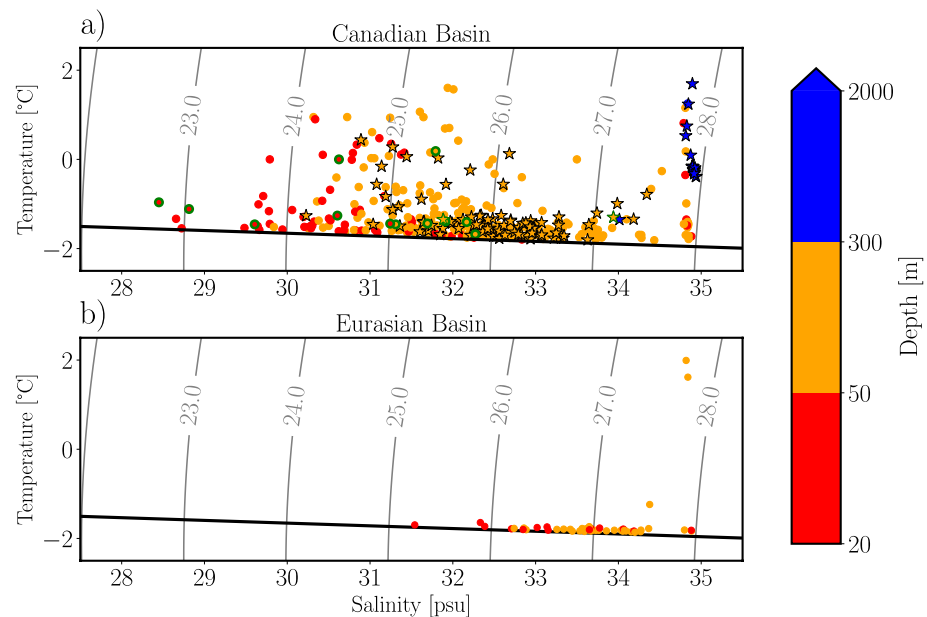 a)
Canadian Basin
Temperature [°C]
2
0
−2
23.0
24.0
25.0
26.0
27.0
28.0
28 29 30 31 32 33 34 35
b)
Eurasian Basin
Temperature [°C]
2
0
−2
23.0
24.0
25.0
26.0
27.0
28.0
28 29 30 31 32 33 34 35
Salinity [psu]
2000
300
50
20
Depth [m]